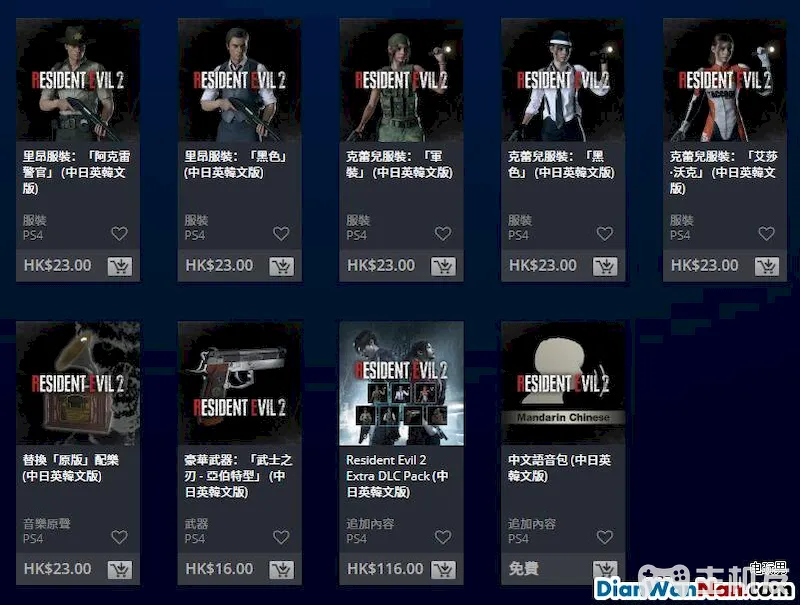 RESIDENT EVIL 2
里昂服裝：「阿克雷
警官」 (中日英韓文
版)
服裝
PS4
HK$23.00
RESIDENT EVIL 2
里昂服裝：「黑色」
(中日英韓文版)
服裝
PS4
HK$23.00
RESIDENT EVIL 2
克蕾兒服裝：「軍
裝」 (中日英韓文版)
服裝
PS4
HK$23.00
RESIDENT EVIL 2
克蕾兒服裝：「黑
色」 (中日英韓文版)
服裝
PS4
HK$23.00
RESIDENT EVIL 2
克蕾兒服裝：「艾莎
·沃克」 (中日英韓文
版)
服裝
PS4
HK$23.00
RESIDENT EVIL 2
替換「原版」配樂
(中日英韓文版)
音樂原聲
PS4
HK$23.00
RESIDENT EVIL 2
豪華武器：「武士之
刃 - 亞伯特型」 (中
日英韓文版)
武器
PS4
HK$16.00
RESIDENT EVIL 2
Resident Evil 2
Extra DLC Pack (中
日英韓文版)
追加內容
PS4
HK$116.00
RESIDENT EVIL 2
Mandarin Chinese
中文語音包 (中日英
韓文版)
追加內容
PS4
免費
电玩男
DianWanNan.com